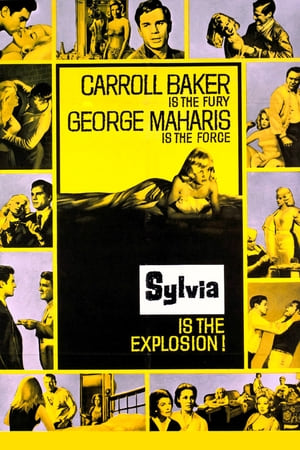 CARROLL BAKER
IS THE FURY
GEORGE MAHARIS
IS THE FORCE
Sylvia
IS THE
EXPLOSION!